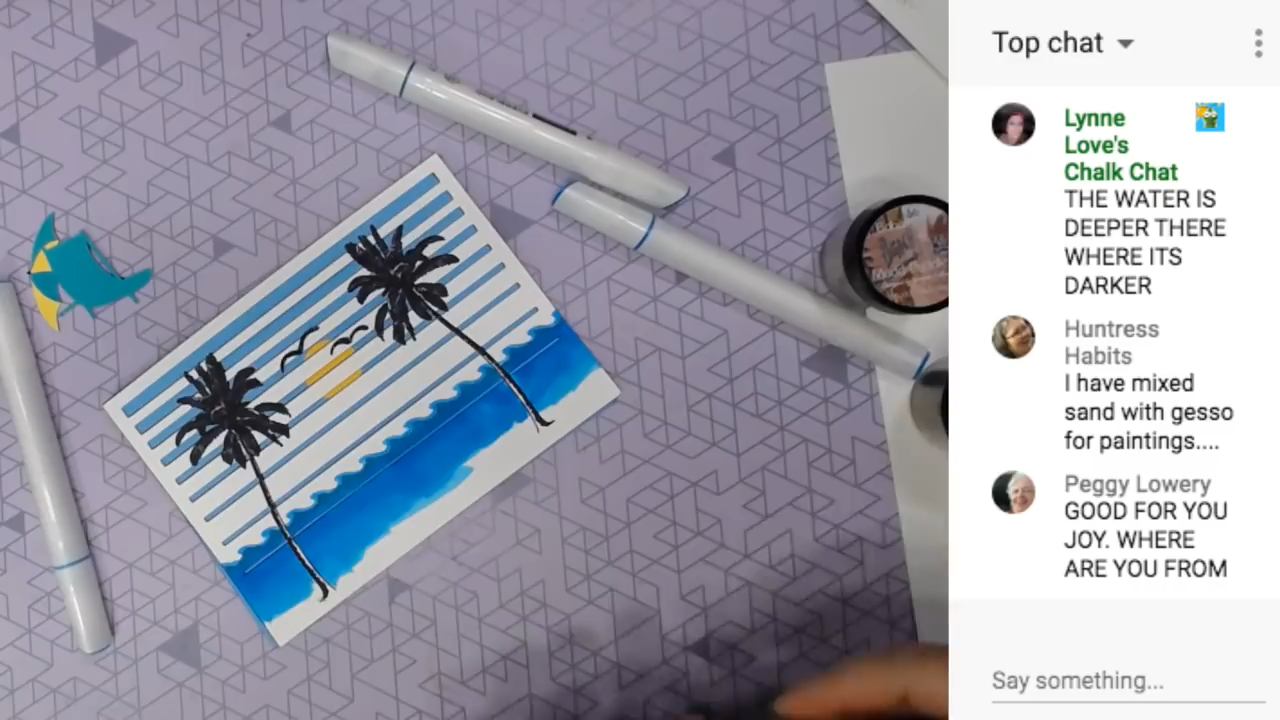 Top chat
Lynne
Love's
Chalk Chat
THE WATER IS
DEEPER THERE
WHERE ITS
DARKER
Huntress
Habits
I have mixed
sand with gesso
for paintings....
Peggy Lowery
GOOD FOR YOU
JOY. WHERE
ARE YOU FROM
Say something...